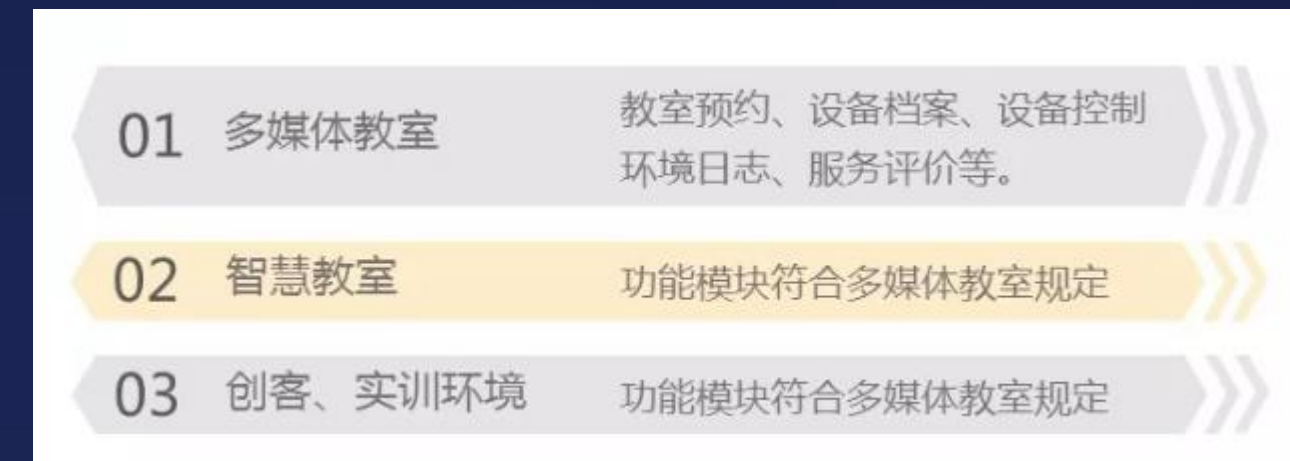 01 多媒体教室 教室预约、设备档案、设备控制
环境日志、服务评价等。
02 智慧教室 功能模块符合多媒体教室规定
03 创客、实训环境 功能模块符合多媒体教室规定